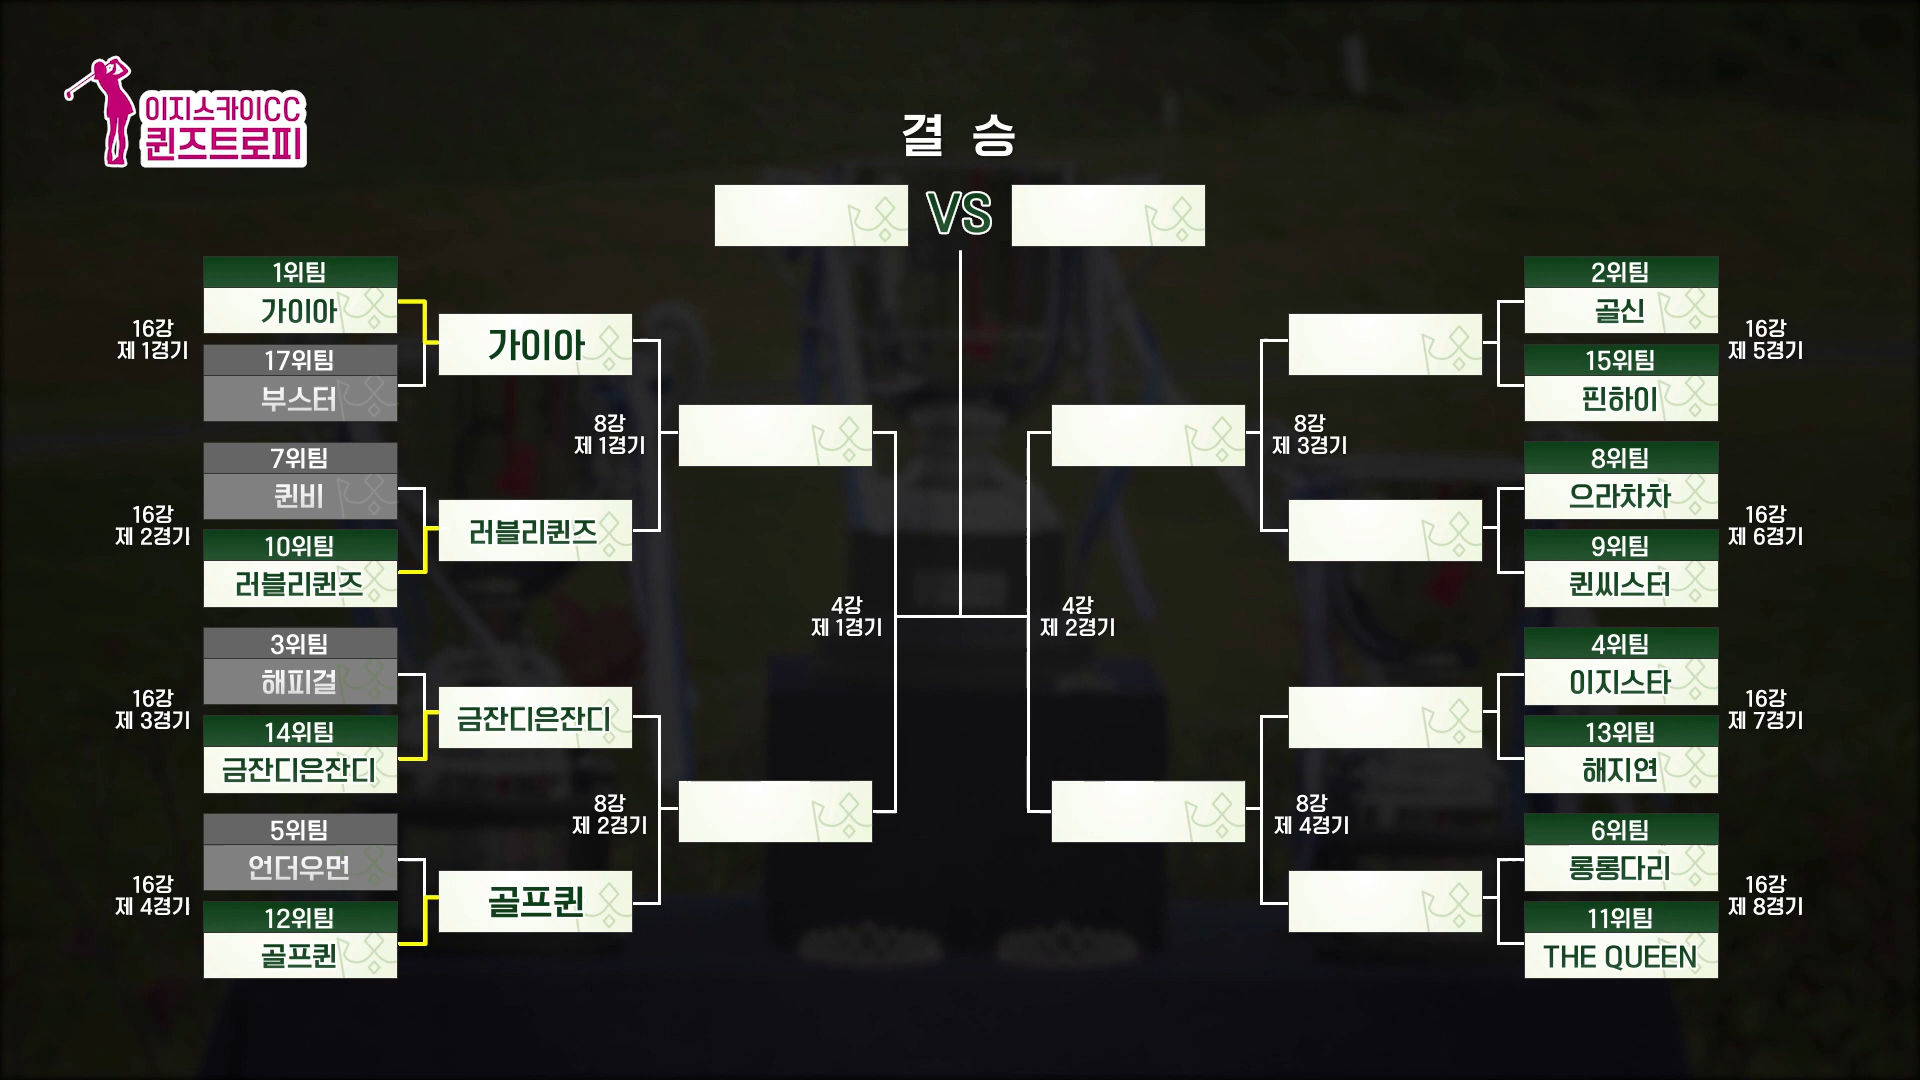 이지스카이CC
퀸즈트로피
결 승
VS
1위팀
가이아
16강
제 1경기
17위팀
부스터
가이아
7위팀
퀸비
16강
제 2경기
10위팀
러블리퀸즈
러블리퀸즈
8강
제 1경기
3위팀
해피걸
16강
제 3경기
14위팀
금잔디은잔디
금잔디은잔디
5위팀
언더우먼
16강
제 4경기
12위팀
골프퀸
골프퀸
8강
제 2경기
4강
제 1경기
4강
제 2경기
8강
제 3경기
8강
제 4경기
2위팀
골신
16강
제 5경기
15위팀
핀하이
8위팀
으라차차
16강
제 6경기
9위팀
퀸씨스터
4위팀
이지스타
16강
제 7경기
13위팀
해지연
6위팀
롱롱다리
16강
제 8경기
11위팀
THE QUEEN